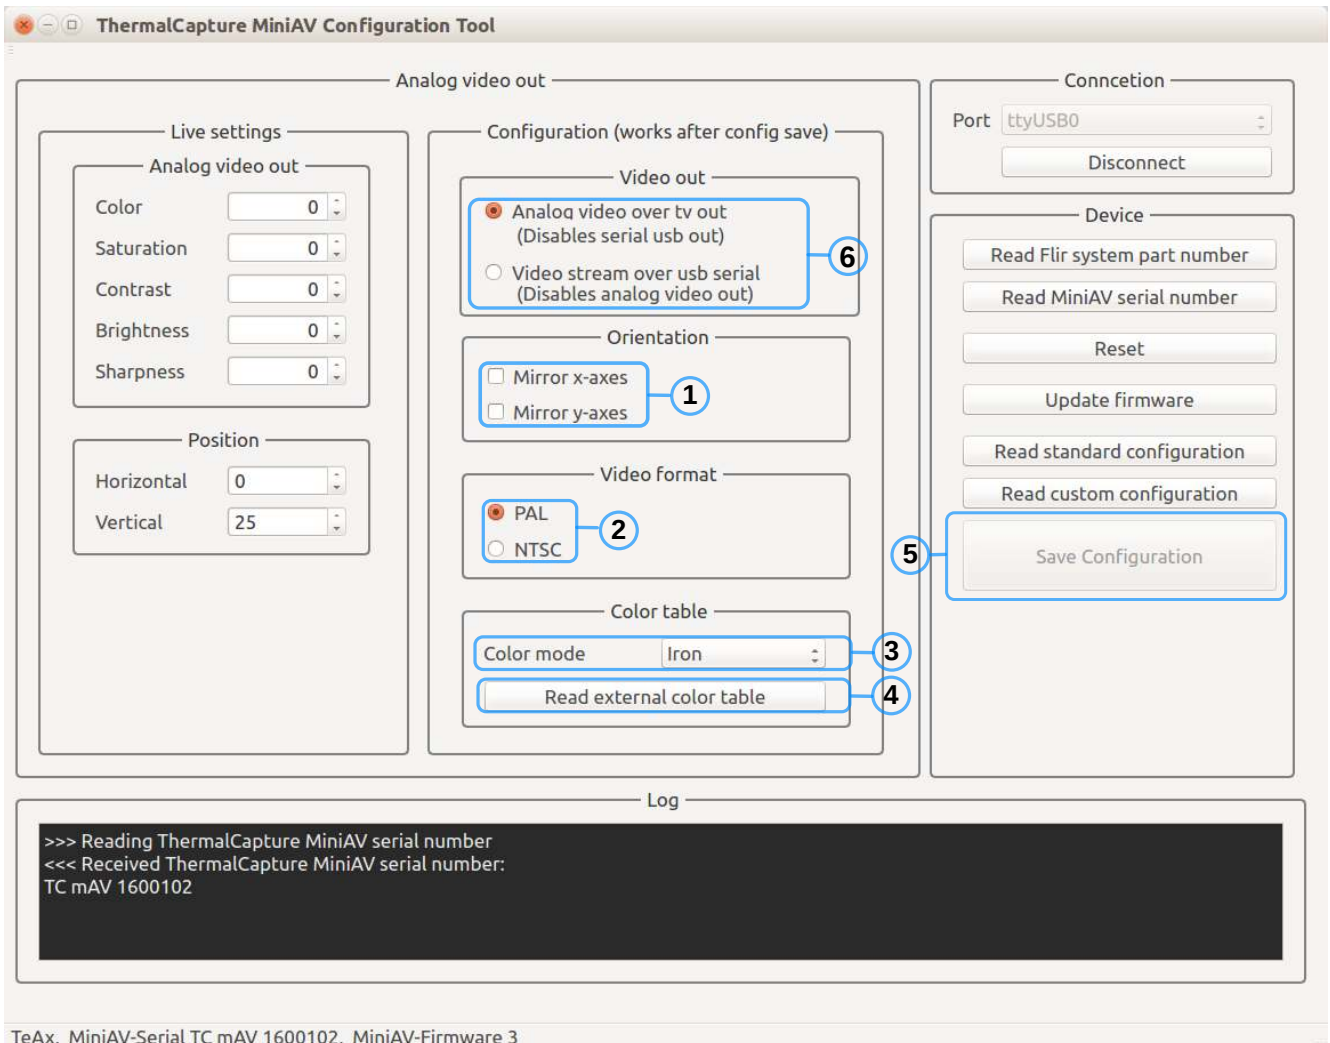 ThermalCapture MiniAV Configuration Tool
Analog video out
Live settings
Analog video out
Color 0
Saturation 0
Contrast 0
Brightness 0
Sharpness 0
Position
Horizontal 0
Vertical 25
Configuration (works after config save)
Video out
Analog video over tv out
(Disables serial usb out)
Video stream over usb serial
(Disables analog video out)
6
Orientation
Mirror x-axes
Mirror y-axes
1
Video format
PAL
NTSC
2
Color table
Color mode Iron
3
Read external color table
4
Conncetion
Port ttyUSB0
Disconnect
Device
Read Flir system part number
Read MiniAV serial number
Reset
Update firmware
Read standard configuration
Read custom configuration
5
Save Configuration
Log
>>> Reading ThermalCapture MiniAV serial number
<<< Received ThermalCapture MiniAV serial number:
TC mAV 1600102
TeAx, MiniAV-Serial TC mAV 1600102, MiniAV-Firmware 3